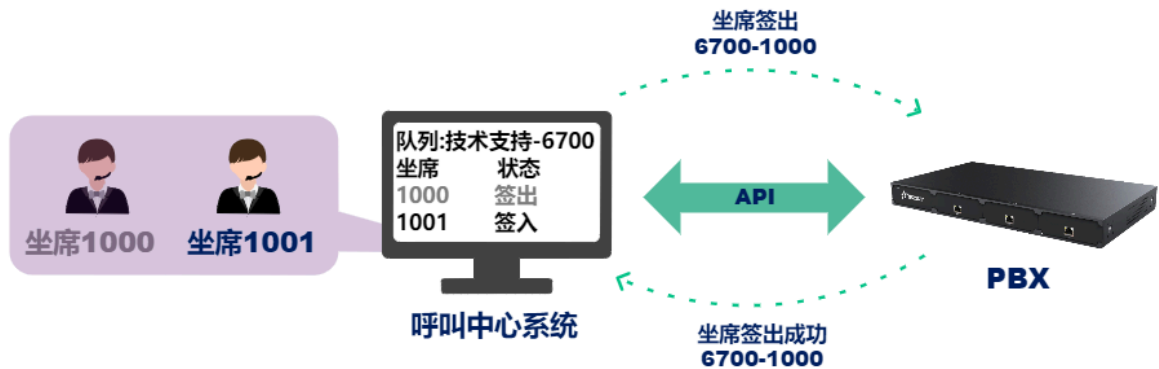 坐席签出
6700-1000
队列:技术支持-6700
坐席 状态
1000 签出
1001 签入
坐席1000
坐席1001
API
PBX
呼叫中心系统
坐席签出成功
6700-1000